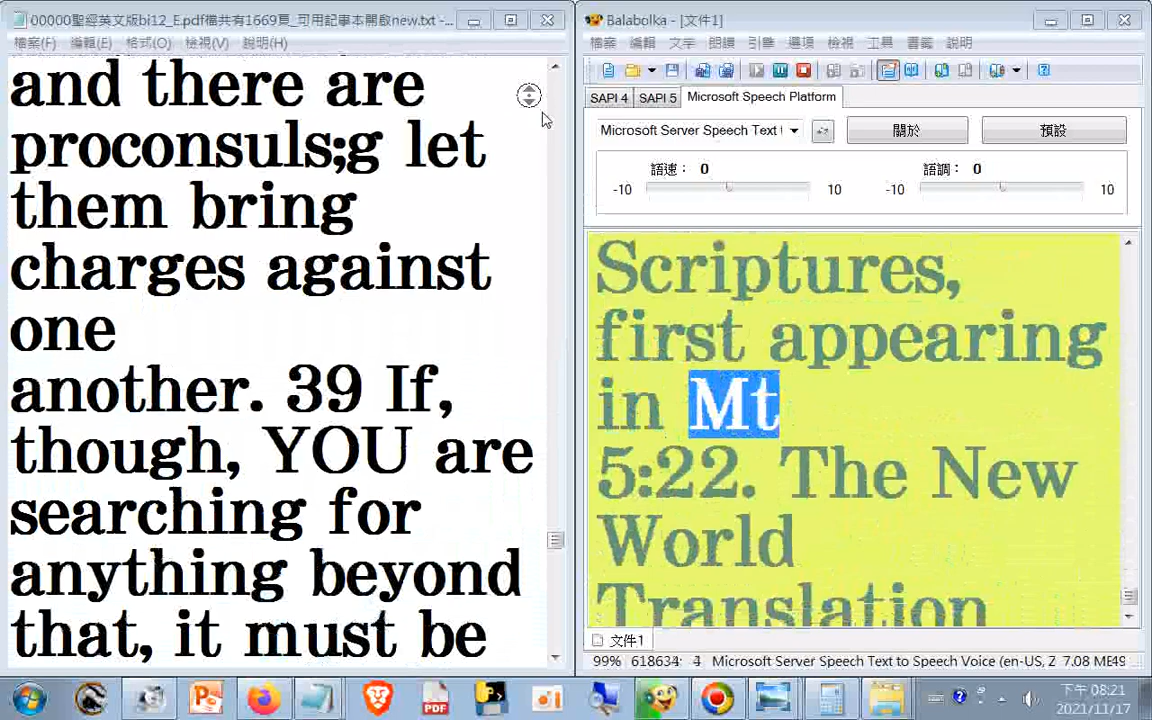 00000聖經英文版bi12_E.pdf檔共有1669頁_可用記事本開啟new.txt -...
檔案(F) 編輯(E) 格式(O) 檢視(V) 說明(H)
and there are
proconsuls;g let
them bring
charges against
one
another. 39 If,
though, YOU are
searching for
anything beyond
that, it must be
Balabolka - [文件1]
檔案 編輯 文字 朗讀 引擎 選項 檢視 工具 書籤 說明
SAPI 4 SAPI 5 Microsoft Speech Platform
Microsoft Server Speech Text 關於 預設
語速： 0 語調： 0
-10 10 -10 10
Scriptures,
first appearing
in Mt
5:22. The New
World
Translation
文件1
99% 618634: 4 Microsoft Server Speech Text to Speech Voice (en-US, Z 7.08 ME
PDF
下午 08:21
2021/11/17